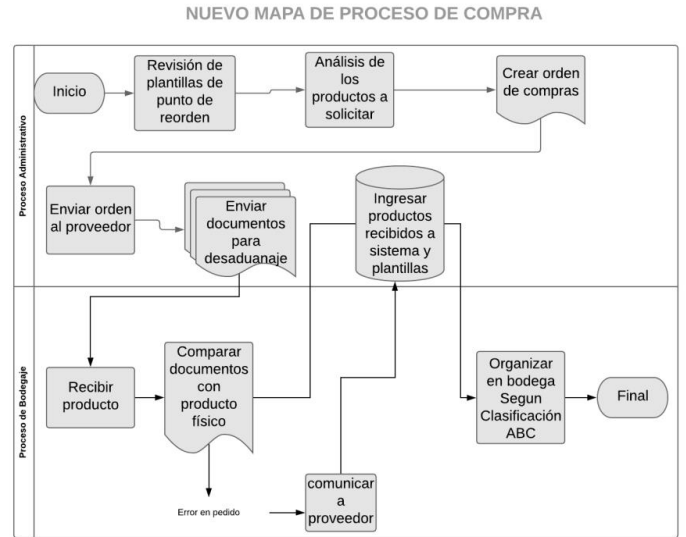 NUEVO MAPA DE PROCESO DE COMPRA
Proceso Administrativo
Inicio
Revisión de
plantillas de
punto de
reorden
Análisis de
los
productos a
solicitar
Crear orden
de compras
Enviar orden
al proveedor
Enviar
documentos
para
desaduanaje
Ingresar
productos
recibidos a
sistema y
plantillas
Proceso de Bodegaje
Recibir
producto
Comparar
documentos
con
producto
físico
Organizar
en bodega
Segun
Clasificación
ABC
Final
Error en pedido
comunicar
a
proveedor